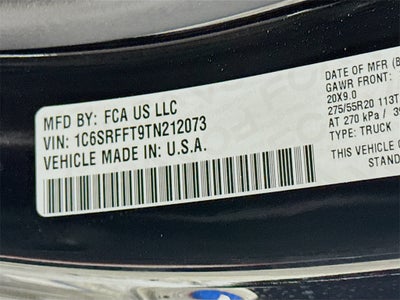 MFD BY: FCA US LLC
VIN: 1C6SRFFT9TN212073
VEHICLE MADE IN: U.S.A.
DATE OF MFR (B
GAWR FRONT:
20X9.0
275/55R20 113T
AT 270 kPa / 39
TYPE: TRUCK
THIS VEHICLE
STAND